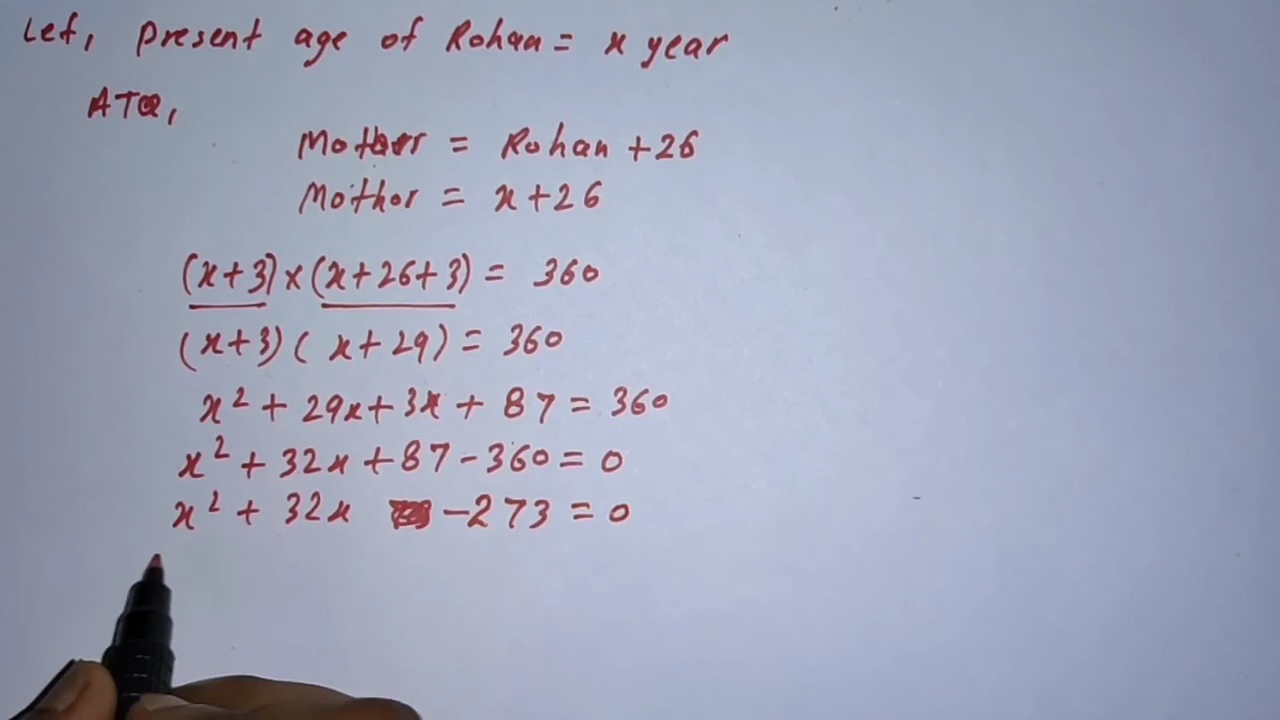 Let, present age of Rohan = x year
ATQ,
Mother = Rohan +26
Mother = x+26
(x+3)×(x+26+3) = 360
(x+3)( x+29) = 360
x² + 29x+3x + 87 = 360
x² + 32x +87 -360 = 0
x² + 32x -273 = 0